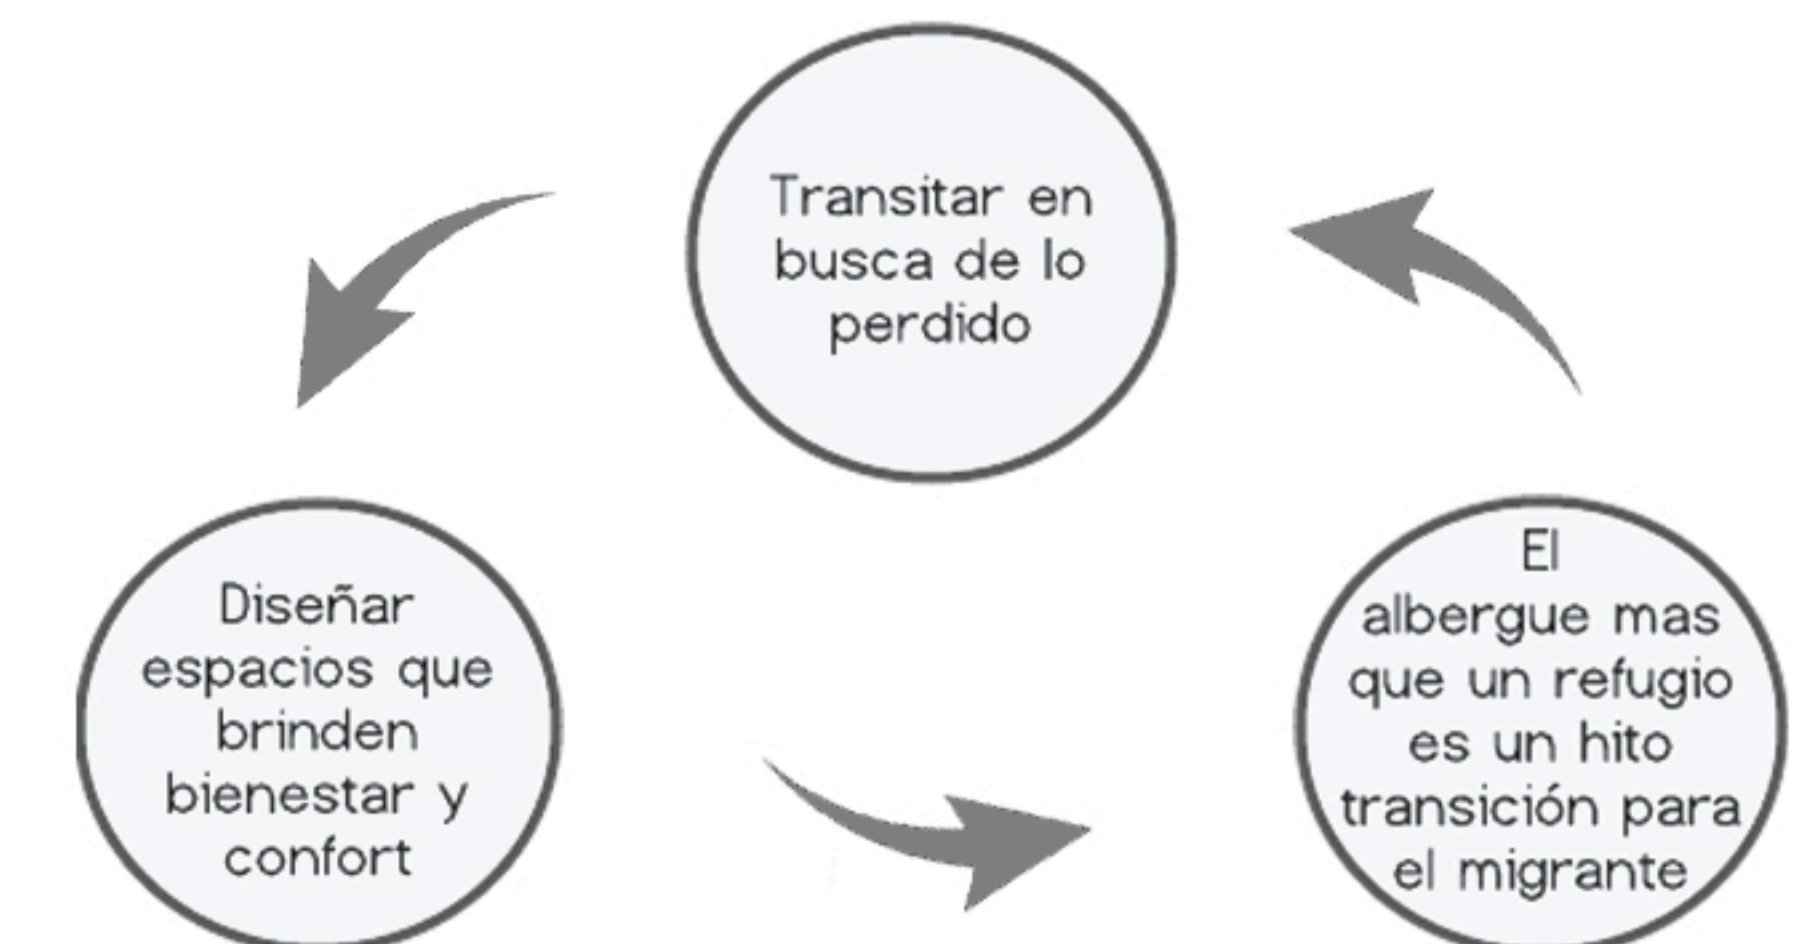 Transitar en
busca de lo
perdido
Diseñar
espacios que
brinden
bienestar y
confort
El
albergue mas
que un refugio
es un hito
transición para
el migrante